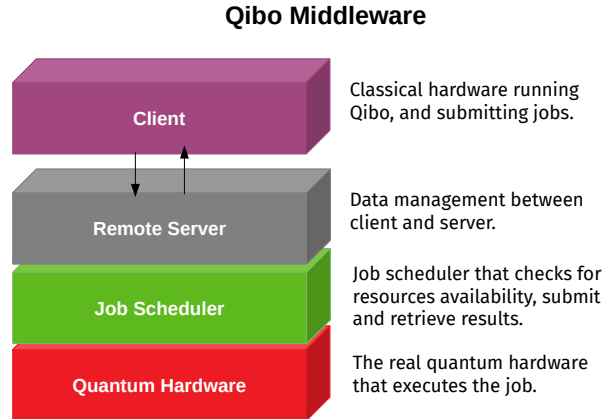 Qibo Middleware
Client
Classical hardware running
Qibo, and submitting jobs.
Remote Server
Data management between
client and server.
Job Scheduler
Job scheduler that checks for
resources availability, submit
and retrieve results.
Quantum Hardware
The real quantum hardware
that executes the job.